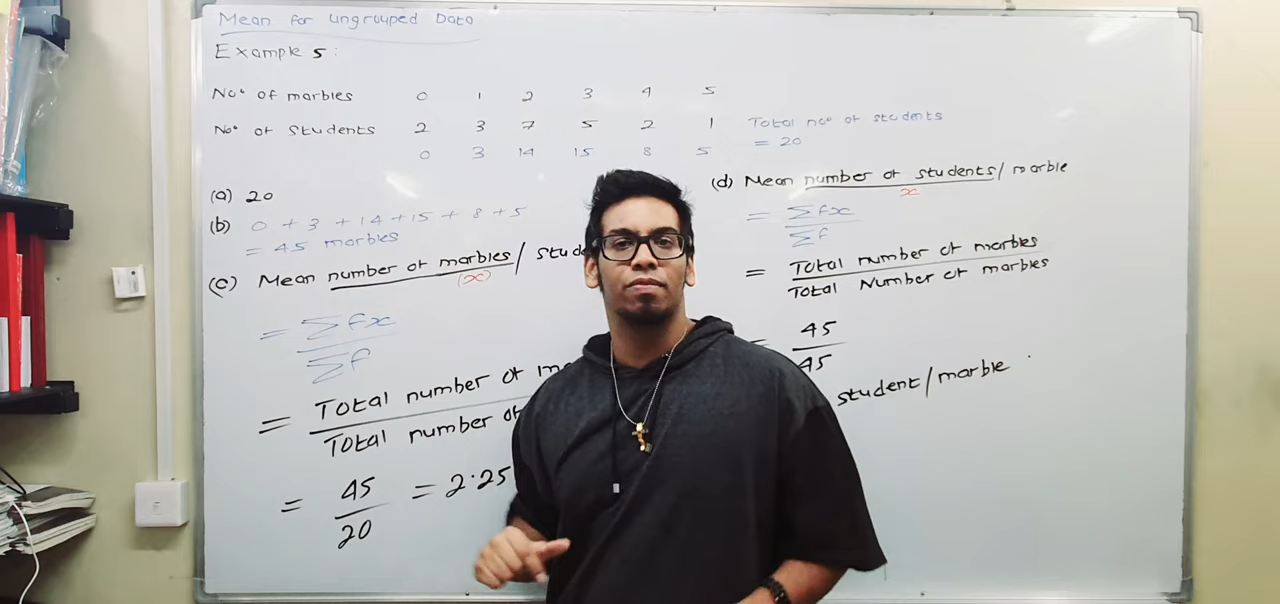 Mean for ungrouped Data
Example 5:
No. of marbles 0 1 2 3 4 5
No. of Students 2 3 7 5 2 1
0 3 14 15 8 5
Total no. of students
= 20
(a) 20
(b) 0 + 3 + 14 + 15 + 8 + 5
= 45 marbles
(c) Mean number of marbles/
(x)
= Σfx
Σf
= Total number of
Total number of
= 45
20
= 2.25
(d) Mean number of students/marble
x
= Σfx
Σf
= Total number of marbles
Total Number of marbles
= 45
45
student/marble